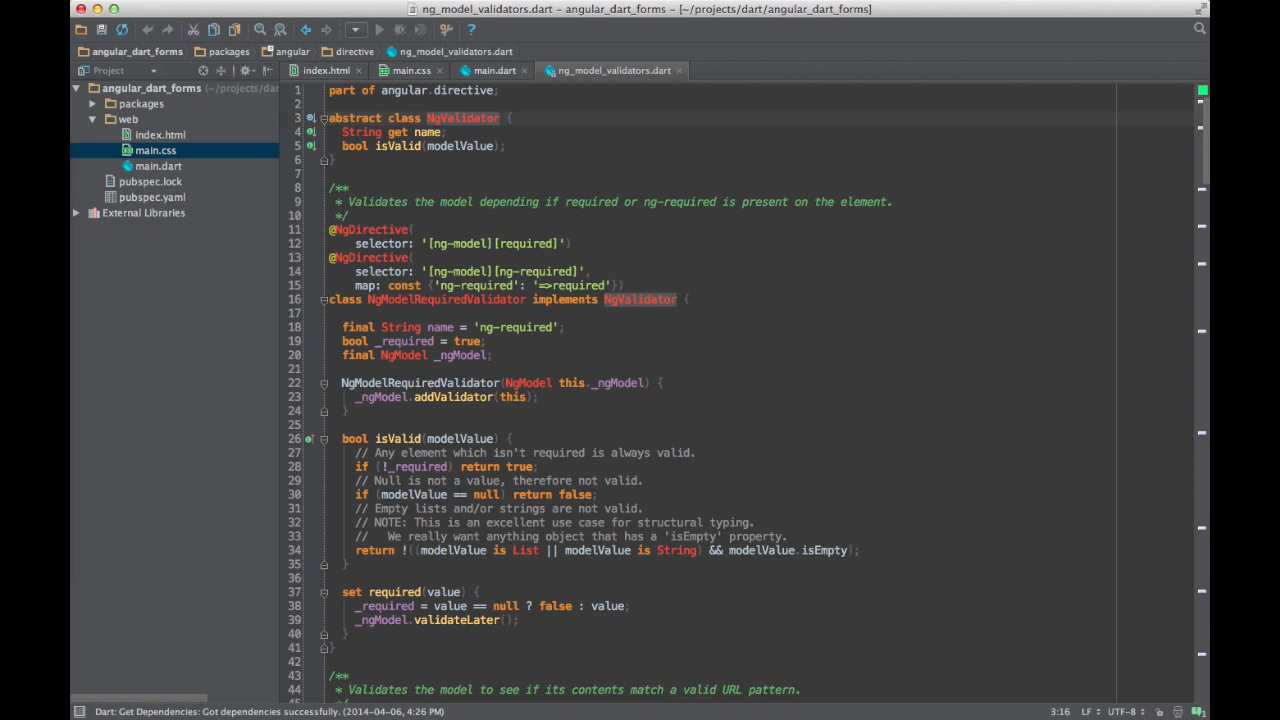 ng_model_validators.dart – angular_dart_forms – [~/projects/dart/angular_dart_forms]
angular_dart_forms packages angular directive ng_model_validators.dart
Project index.html main.css main.dart ng_model_validators.dart
angular_dart_forms (~/projects/dar
packages
web
index.html
main.css
main.dart
pubspec.lock
pubspec.yaml
External Libraries
1 part of angular.directive;
2
3 abstract class NgValidator {
4 String get name;
5 bool isValid(modelValue);
6 }
7
8 /**
9 * Validates the model depending if required or ng-required is present on the element.
10 */
11 @NgDirective(
12 selector: '[ng-model][required]')
13 @NgDirective(
14 selector: '[ng-model][ng-required]',
15 map: const {'ng-required': '=>required'})
16 class NgModelRequiredValidator implements NgValidator {
17
18 final String name = 'ng-required';
19 bool _required = true;
20 final NgModel _ngModel;
21
22 NgModelRequiredValidator(NgModel this._ngModel) {
23 _ngModel.addValidator(this);
24 }
25
26 bool isValid(modelValue) {
27 // Any element which isn't required is always valid.
28 if (!_required) return true;
29 // Null is not a value, therefore not valid.
30 if (modelValue == null) return false;
31 // Empty lists and/or strings are not valid.
32 // NOTE: This is an excellent use case for structural typing.
33 // We really want anything object that has a 'isEmpty' property.
34 return !((modelValue is List || modelValue is String) && modelValue.isEmpty);
35 }
36
37 set required(value) {
38 _required = value == null ? false : value;
39 _ngModel.validateLater();
40 }
41 }
42
43 /**
44 * Validates the model to see if its contents match a valid URL pattern.
Dart: Get Dependencies: Got dependencies successfully. (2014-04-06, 4:26 PM) 3:16 LF UTF-8